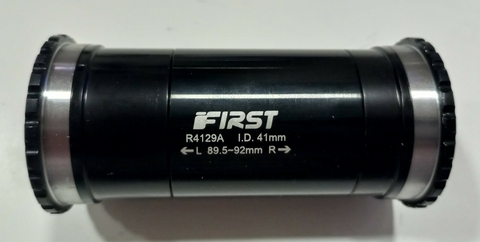 FIRST
R4129A I.D. 41mm
←L 89.5-92mm R→